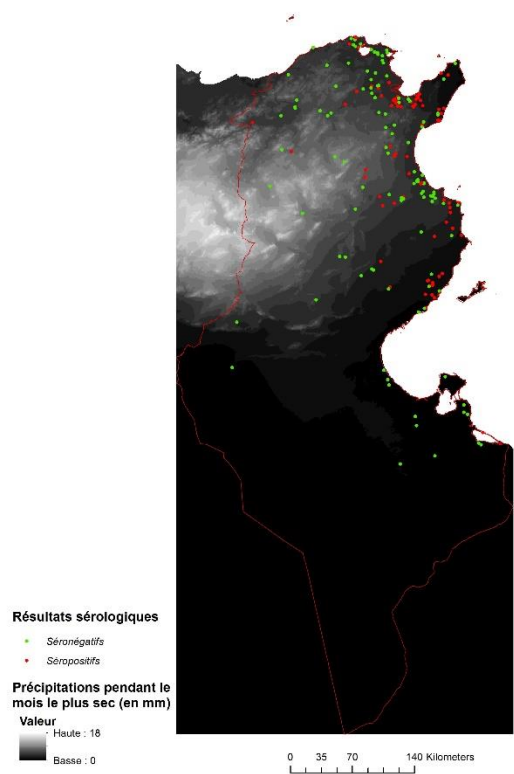 Résultats sérologiques
Séronégatifs
Séropositifs
Précipitations pendant le
mois le plus sec (en mm)
Valeur
Haute : 18
Basse : 0
0 35 70 140 Kilometers